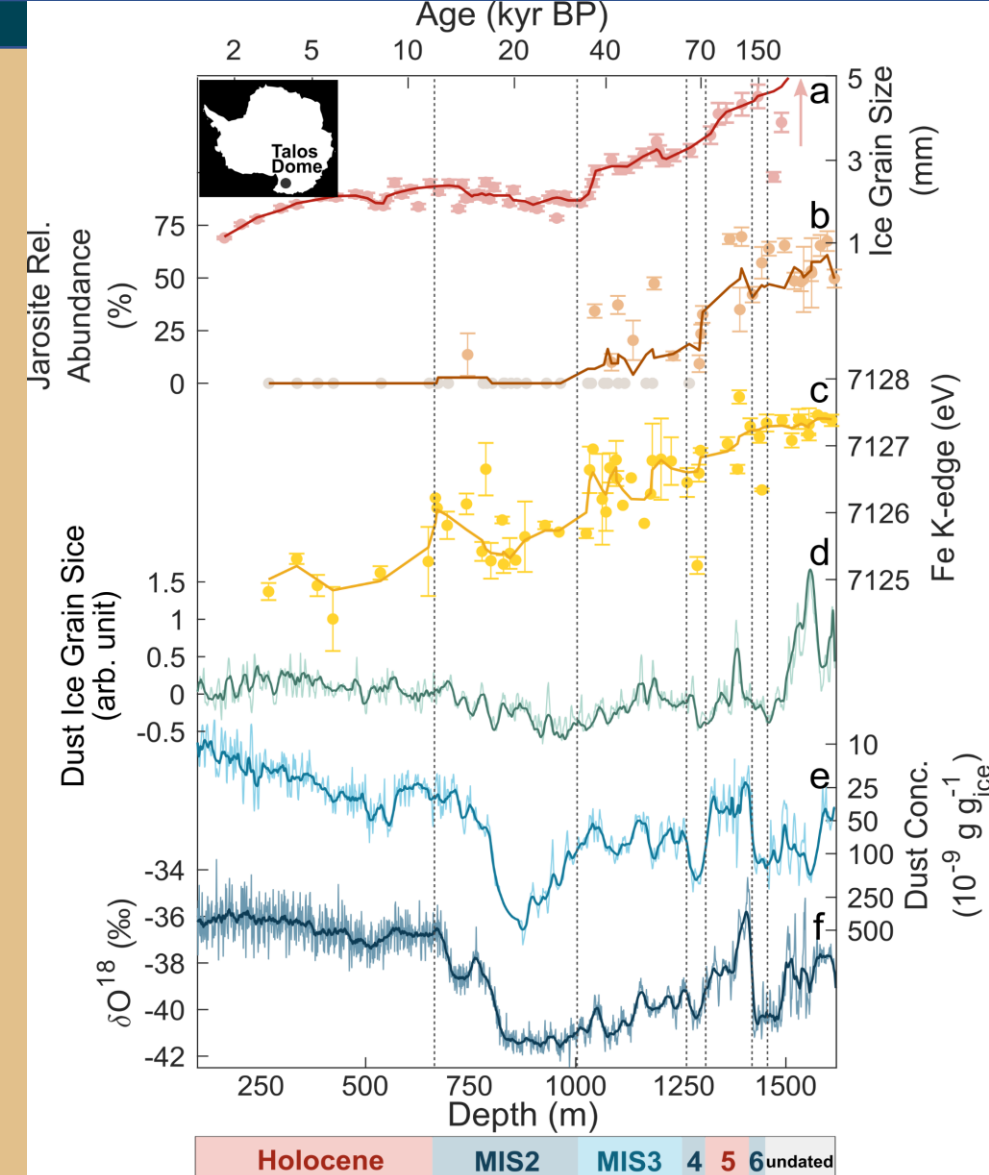 Age (kyr BP)
2 5 10 20 40 70 150
a
5
3
1
Ice Grain Size
(mm)
Talos
Dome
b
75
50
25
0
Jarosite Rel.
Abundance
(%)
c
7128
7127
7126
7125
Fe K-edge (eV)
d
1.5
1
0.5
0
-0.5
Dust Ice Grain Sice
(arb. unit)
e
10
25
50
100
250
500
Dust Conc.
(10⁻⁹ g g⁻¹ice)
f
-34
-36
-38
-40
-42
δO¹⁸ (‰)
250 500 750 1000 1250 1500
Depth (m)
Holocene MIS2 MIS3 4 5 6 undated